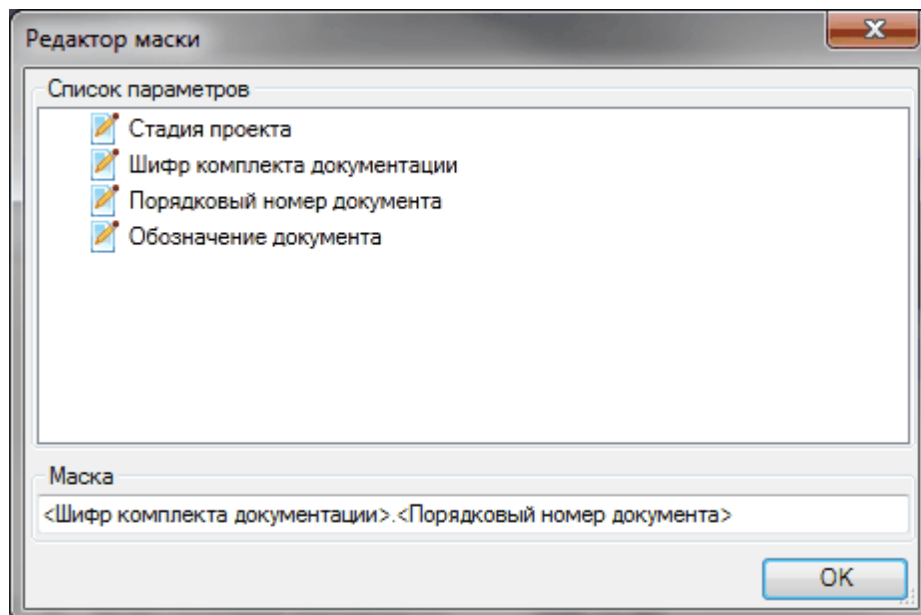 Редактор маски
Список параметров
Стадия проекта
Шифр комплекта документации
Порядковый номер документа
Обозначение документа
Маска
<Шифр комплекта документации>.<Порядковый номер документа>
OK